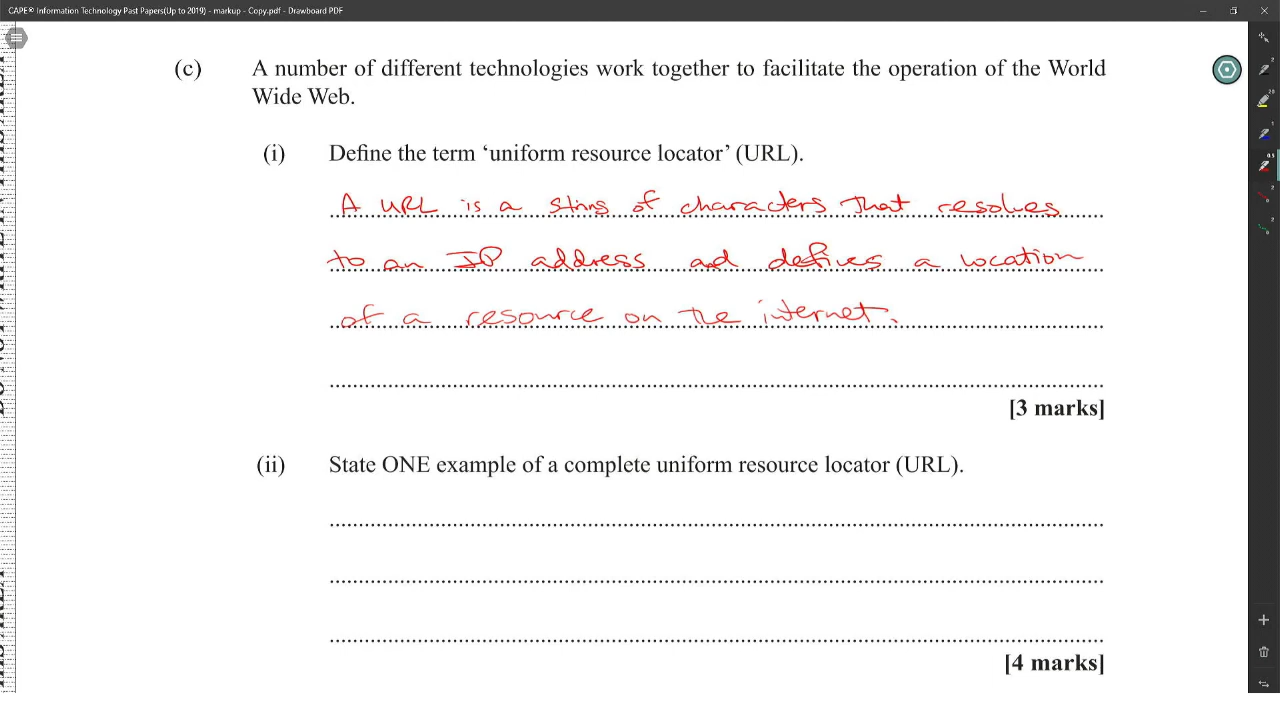 CAPE® Information Technology Past Papers(Up to 2019) - markup - Copy.pdf - Drawboard PDF
(c) A number of different technologies work together to facilitate the operation of the World
Wide Web.
(i) Define the term ‘uniform resource locator’ (URL).
A URL is a string of characters that resolves
to an IP address and defines a location
of a resource on the internet.
[3 marks]
(ii) State ONE example of a complete uniform resource locator (URL).
[4 marks]